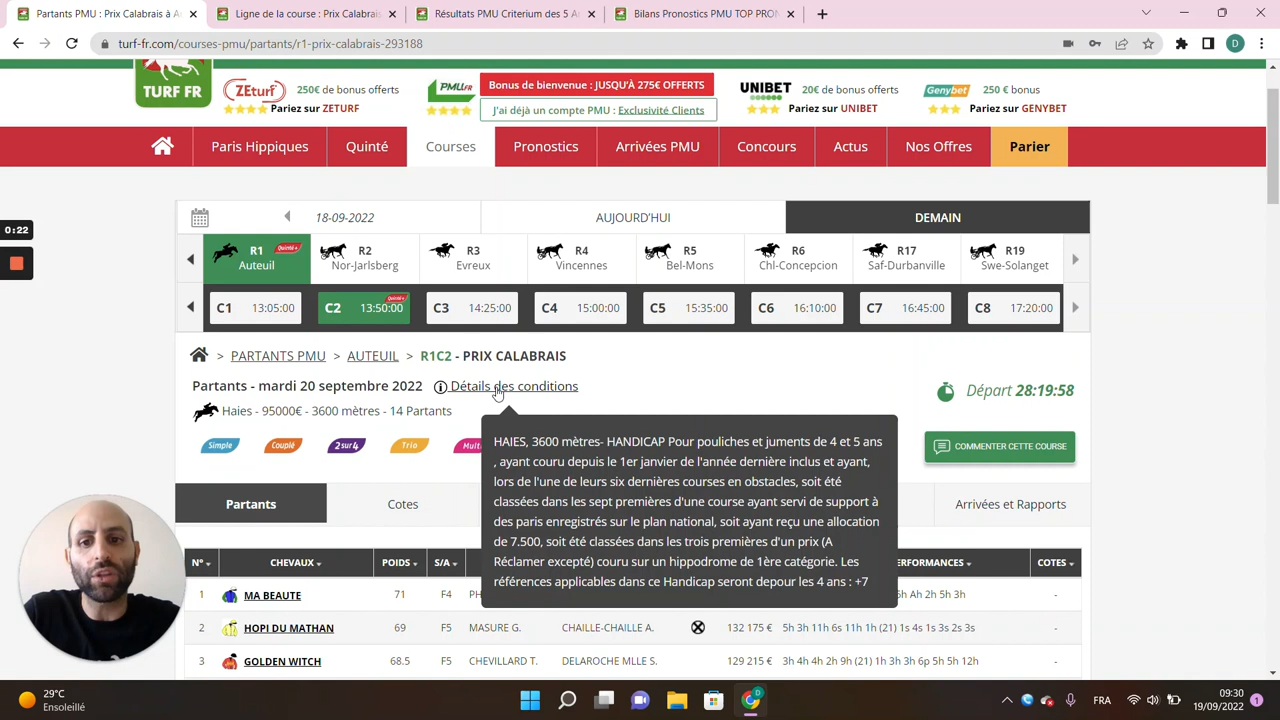 Partants PMU : Prix Calabrais à A
Ligne de la course : Prix Calabrais
Résultats PMU Criterium des 5 A
Bilans Pronostics PMU TOP PRON
turf-fr.com/courses-pmu/partants/r1-prix-calabrais-293188
D
TURF FR
ZEturf
250€ de bonus offerts
Pariez sur ZETURF
PMU.FR
Bonus de bienvenue : JUSQU'À 275€ OFFERTS
J'ai déjà un compte PMU : Exclusivité Clients
UNIBET
20€ de bonus offerts
Pariez sur UNIBET
Genybet
250 € bonus
Pariez sur GENYBET
Paris Hippiques
Quinté
Courses
Pronostics
Arrivées PMU
Concours
Actus
Nos Offres
Parier
0:22
18-09-2022
AUJOURD'HUI
DEMAIN
R1 Quinté+
Auteuil
R2
Nor-Jarlsberg
R3
Evreux
R4
Vincennes
R5
Bel-Mons
R6
Chl-Concepcion
R17
Saf-Durbanville
R19
Swe-Solanget
C1 13:05:00
C2 13:50:00 Quinté+
C3 14:25:00
C4 15:00:00
C5 15:35:00
C6 16:10:00
C7 16:45:00
C8 17:20:00
> PARTANTS PMU > AUTEUIL > R1C2 - PRIX CALABRAIS
Partants - mardi 20 septembre 2022 Détails des conditions
Départ 28:19:58
Haies - 95000€ - 3600 mètres - 14 Partants
Simple
Couplé
2 sur 4
Trio
Mult
COMMENTER CETTE COURSE
HAIES, 3600 mètres- HANDICAP Pour pouliches et juments de 4 et 5 ans
, ayant couru depuis le 1er janvier de l'année dernière inclus et ayant,
lors de l'une de leurs six dernières courses en obstacles, soit été
classées dans les sept premières d'une course ayant servi de support à
des paris enregistrés sur le plan national, soit ayant reçu une allocation
de 7.500, soit été classées dans les trois premières d'un prix (A
Réclamer excepté) couru sur un hippodrome de 1ère catégorie. Les
références applicables dans ce Handicap seront depour les 4 ans : +7
Partants
Cotes
Arrivées et Rapports
N°
CHEVAUX
POIDS
S/A
ERFORMANCES
COTES
1 MA BEAUTE 71 F4 PH 5h Ah 2h 5h 3h -
2 HOPI DU MATHAN 69 F5 MASURE G. CHAILLE-CHAILLE A. 132 175 € 5h 3h 11h 6s 11h 1h (21) 1s 4s 1s 3s 2s 3s -
3 GOLDEN WITCH 68.5 F5 CHEVILLARD T. DELAROCHE MLLE S. 129 215 € 3h 4h 4h 2h 9h (21) 1h 3h 3h 6p 5h 5h 12h -
29°C
Ensoleillé
FRA
09:30
19/09/2022
1